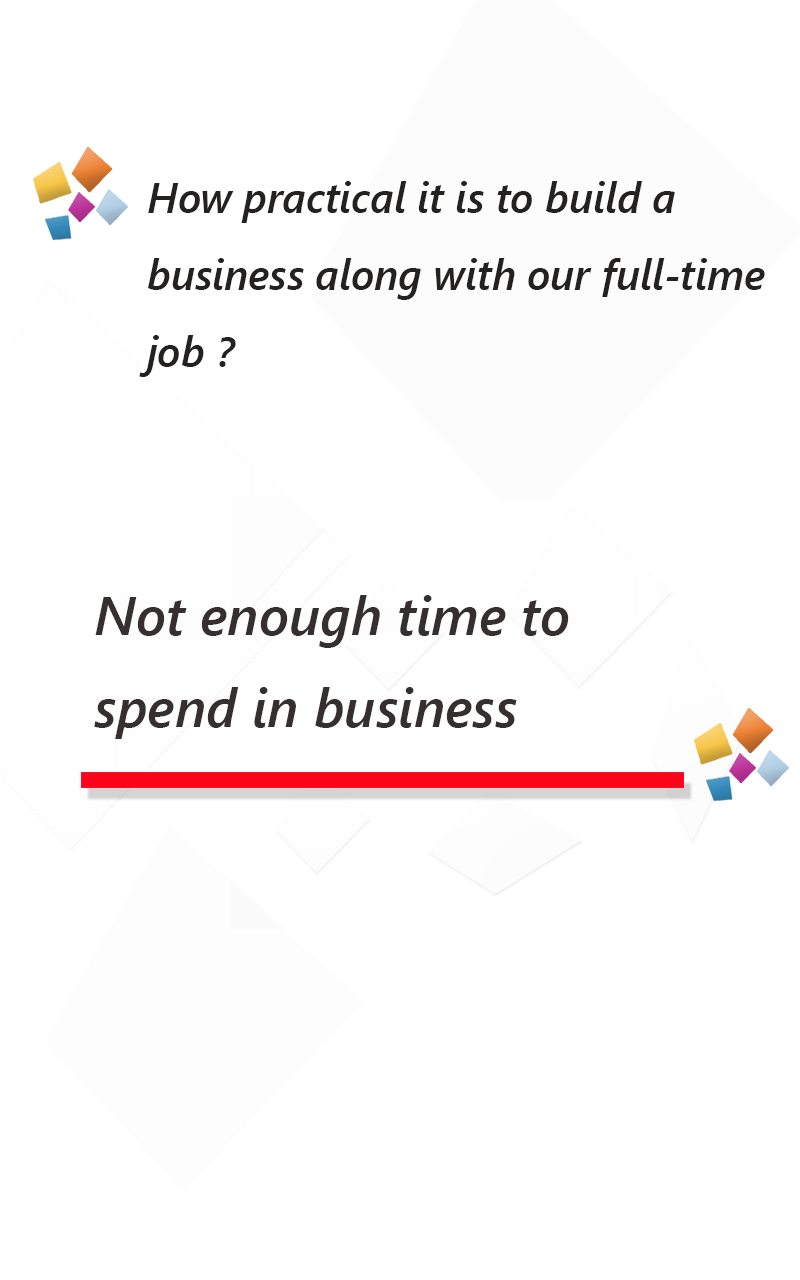 How practical it is to build a
business along with our full-time
job ?
Not enough time to
spend in business